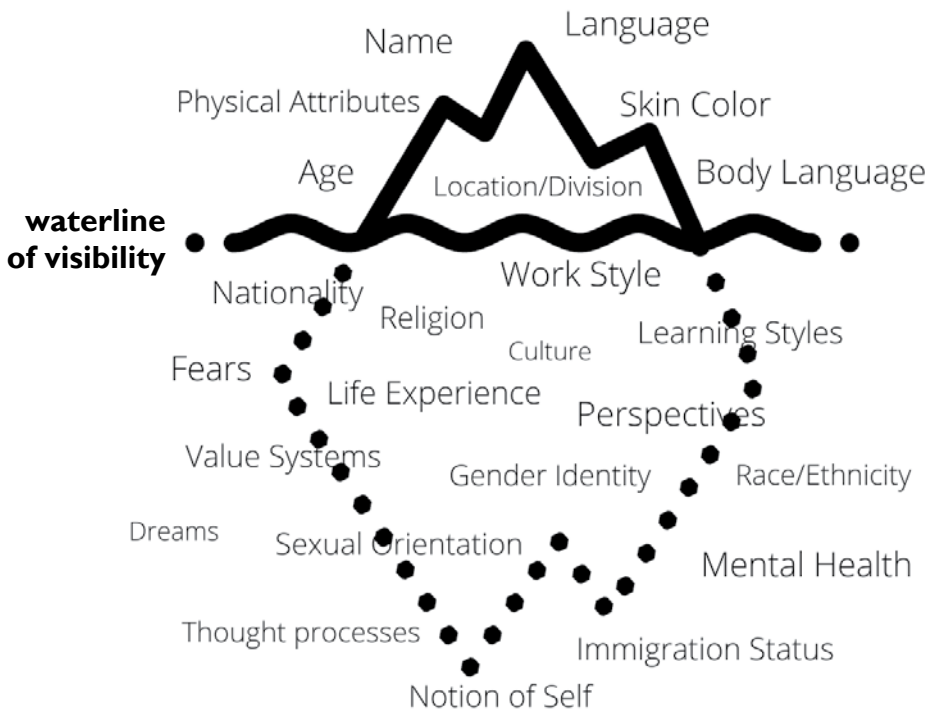 Language
Name
Physical Attributes
Skin Color
Age
Location/Division
Body Language
waterline
of visibility
Work Style
Nationality
Religion
Learning Styles
Culture
Fears
Life Experience
Perspectives
Value Systems
Gender Identity
Race/Ethnicity
Dreams
Sexual Orientation
Mental Health
Thought processes
Immigration Status
Notion of Self